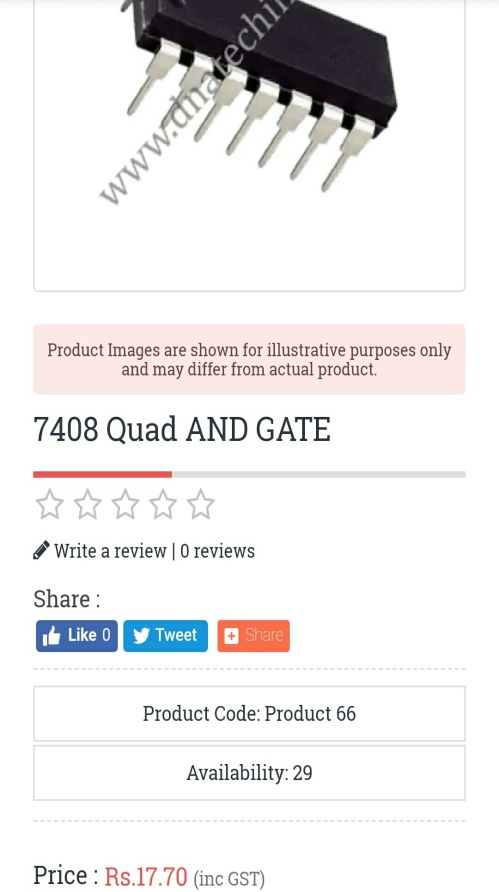 www.dnatechin
Product Images are shown for illustrative purposes only
and may differ from actual product.
7408 Quad AND GATE
Write a review | 0 reviews
Share :
Like 0 Tweet Share
Product Code: Product 66
Availability: 29
Price : Rs.17.70 (inc GST)